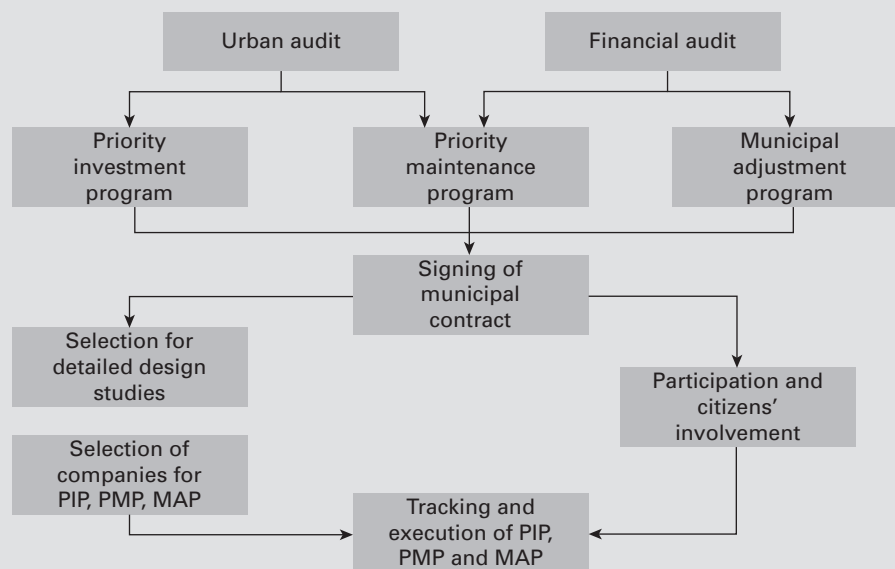 Urban audit
Financial audit
Priority
investment
program
Priority
maintenance
program
Municipal
adjustment
program
Signing of
municipal
contract
Selection for
detailed design
studies
Participation and
citizens’
involvement
Selection of
companies for
PIP, PMP, MAP
Tracking and
execution of PIP,
PMP and MAP